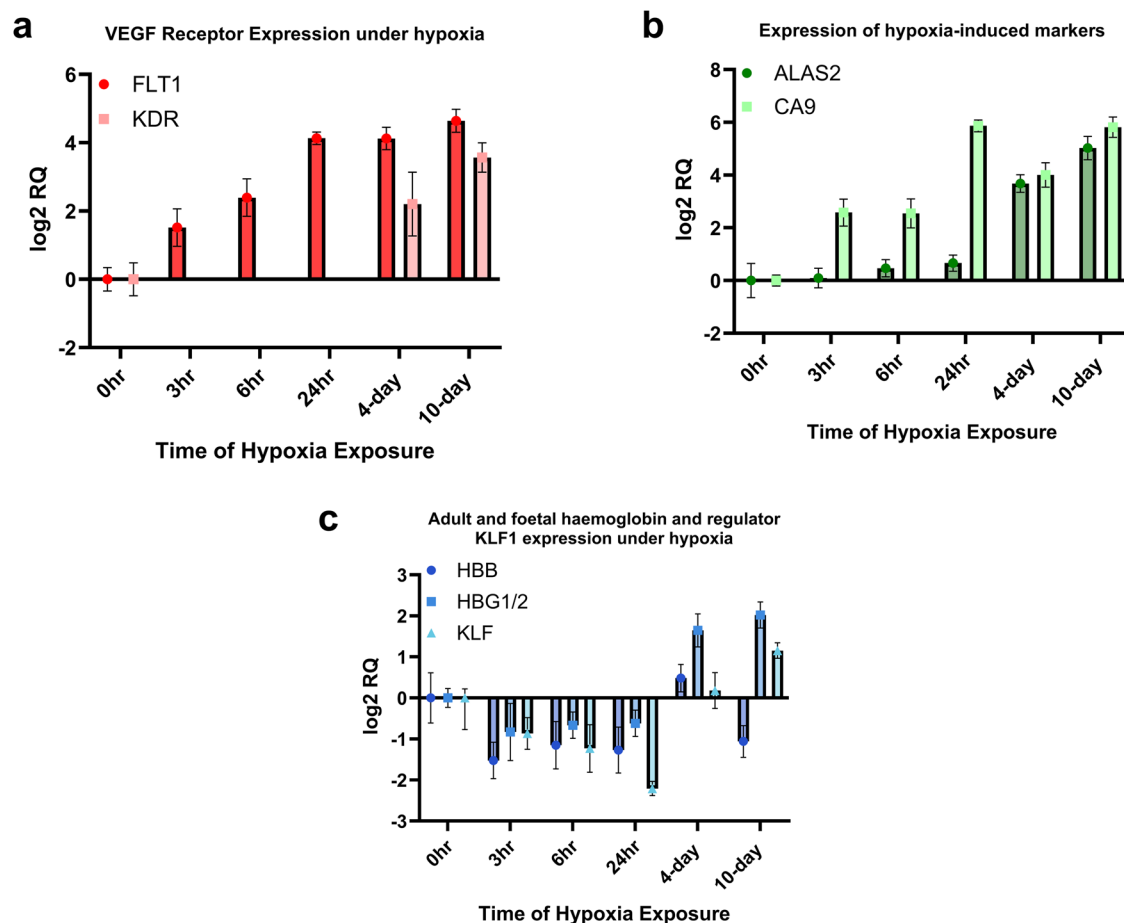 a
VEGF Receptor Expression under hypoxia
FLT1
KDR
6
4
2
0
-2
log2 RQ
0hr
3hr
6hr
24hr
4-day
10-day
Time of Hypoxia Exposure
b
Expression of hypoxia-induced markers
ALAS2
CA9
8
6
4
2
0
-2
log2 RQ
0hr
3hr
6hr
24hr
4-day
10-day
Time of Hypoxia Exposure
c
Adult and foetal haemoglobin and regulator
KLF1 expression under hypoxia
HBB
HBG1/2
KLF
3
2
1
0
-1
-2
-3
log2 RQ
0hr
3hr
6hr
24hr
4-day
10-day
Time of Hypoxia Exposure